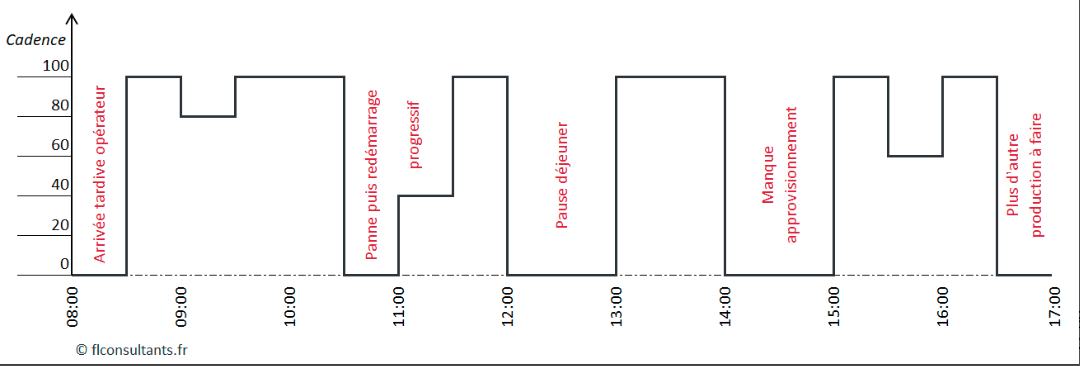 Cadence
100
80
60
40
20
0
Arrivée tardive opérateur
Panne puis redémarrage
progressif
Pause déjeuner
Manque
approvisionnement
Plus d'autre
production à faire
08:00
09:00
10:00
11:00
12:00
13:00
14:00
15:00
16:00
17:00
© flconsultants.fr